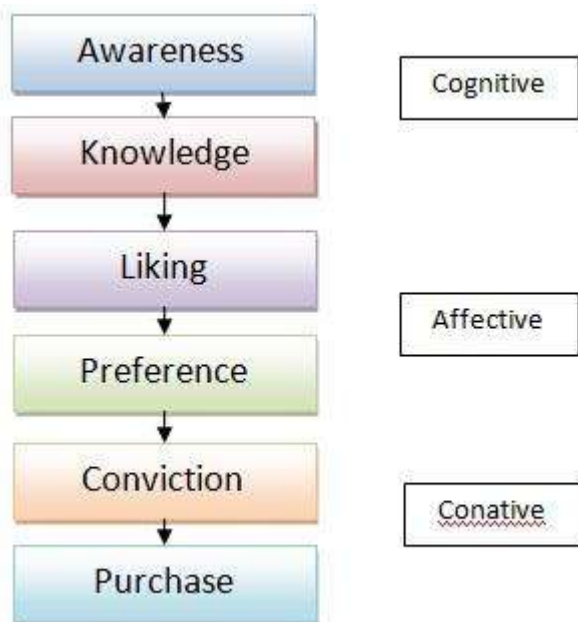 Awareness
Cognitive
Knowledge
Liking
Affective
Preference
Conviction
Conative
Purchase